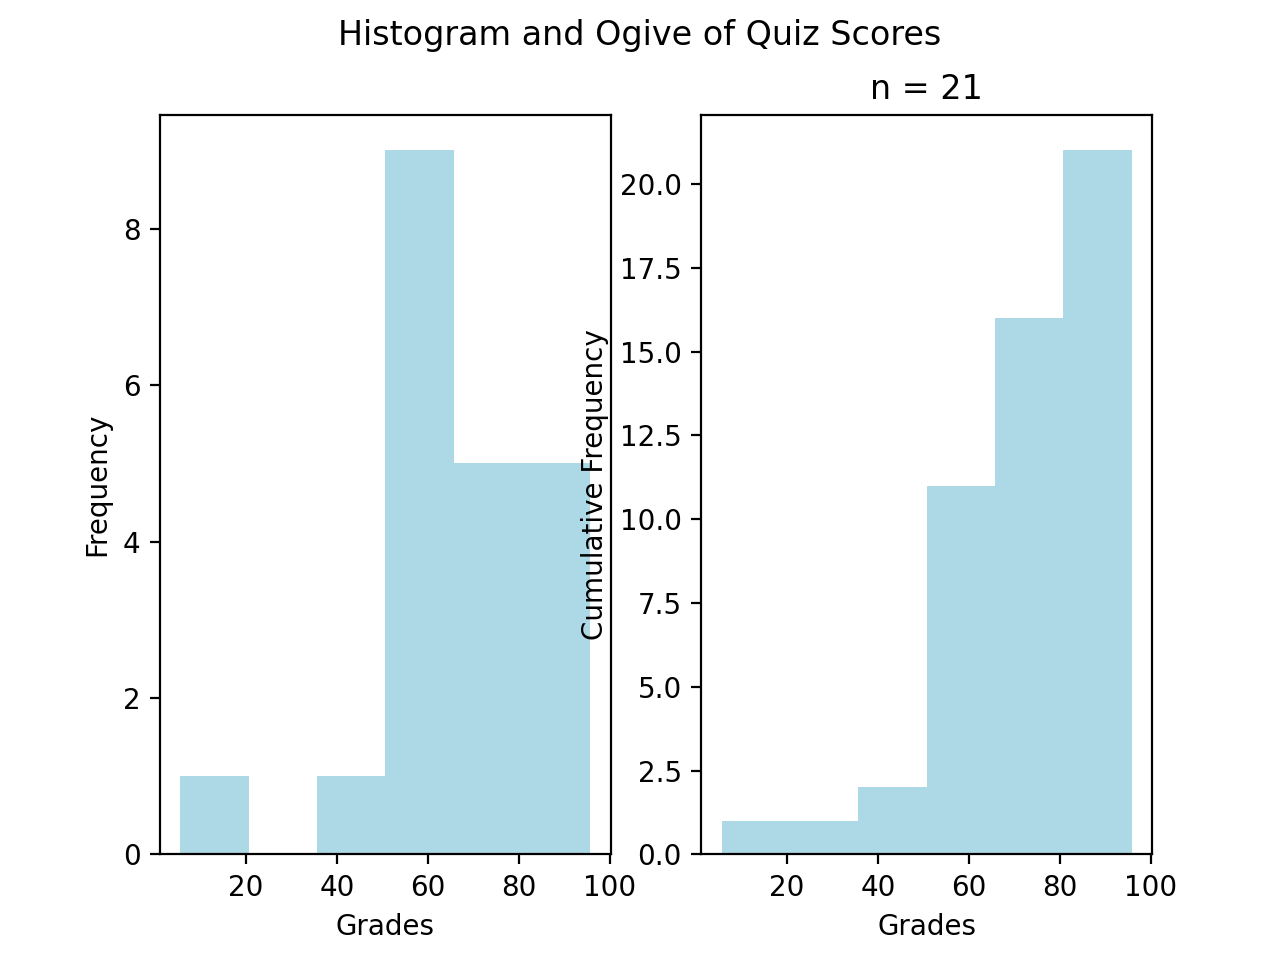 Histogram and Ogive of Quiz Scores
Frequency
8
6
4
2
0
20 40 60 80 100
Grades
n = 21
Cumulative Frequency
20.0
17.5
15.0
12.5
10.0
7.5
5.0
2.5
0.0
20 40 60 80 100
Grades